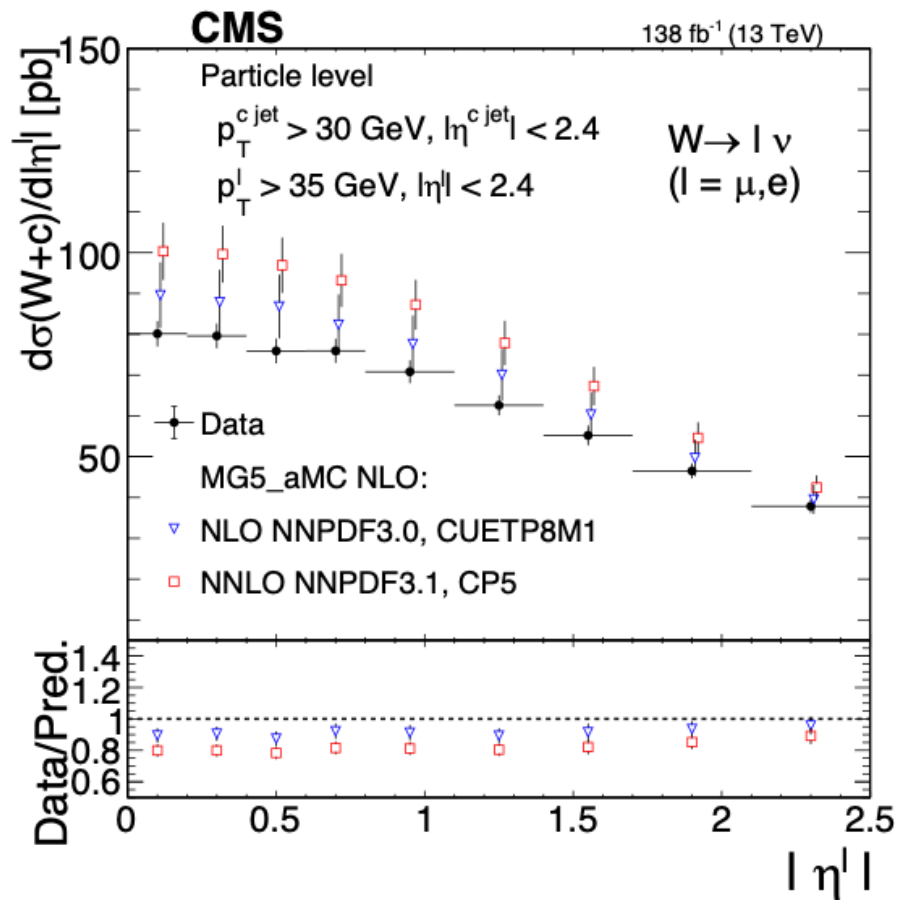 CMS 138 fb⁻¹ (13 TeV)
150
Particle level
p_T^{c jet} > 30 GeV, |η^{c jet}| < 2.4
p_T^l > 35 GeV, |η^l| < 2.4
W→ l ν
(l = μ,e)
dσ(W+c)/d|η^l| [pb]
100
Data
50
MG5_aMC NLO:
NLO NNPDF3.0, CUETP8M1
NNLO NNPDF3.1, CP5
Data/Pred.
1.4
1.2
1
0.8
0.6
0 0.5 1 1.5 2 2.5
| η^l |